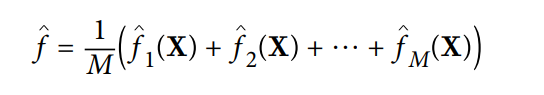 f̂ = 1/M (f̂₁(𝐗) + f̂₂(𝐗) + ⋯ + f̂_M(𝐗))